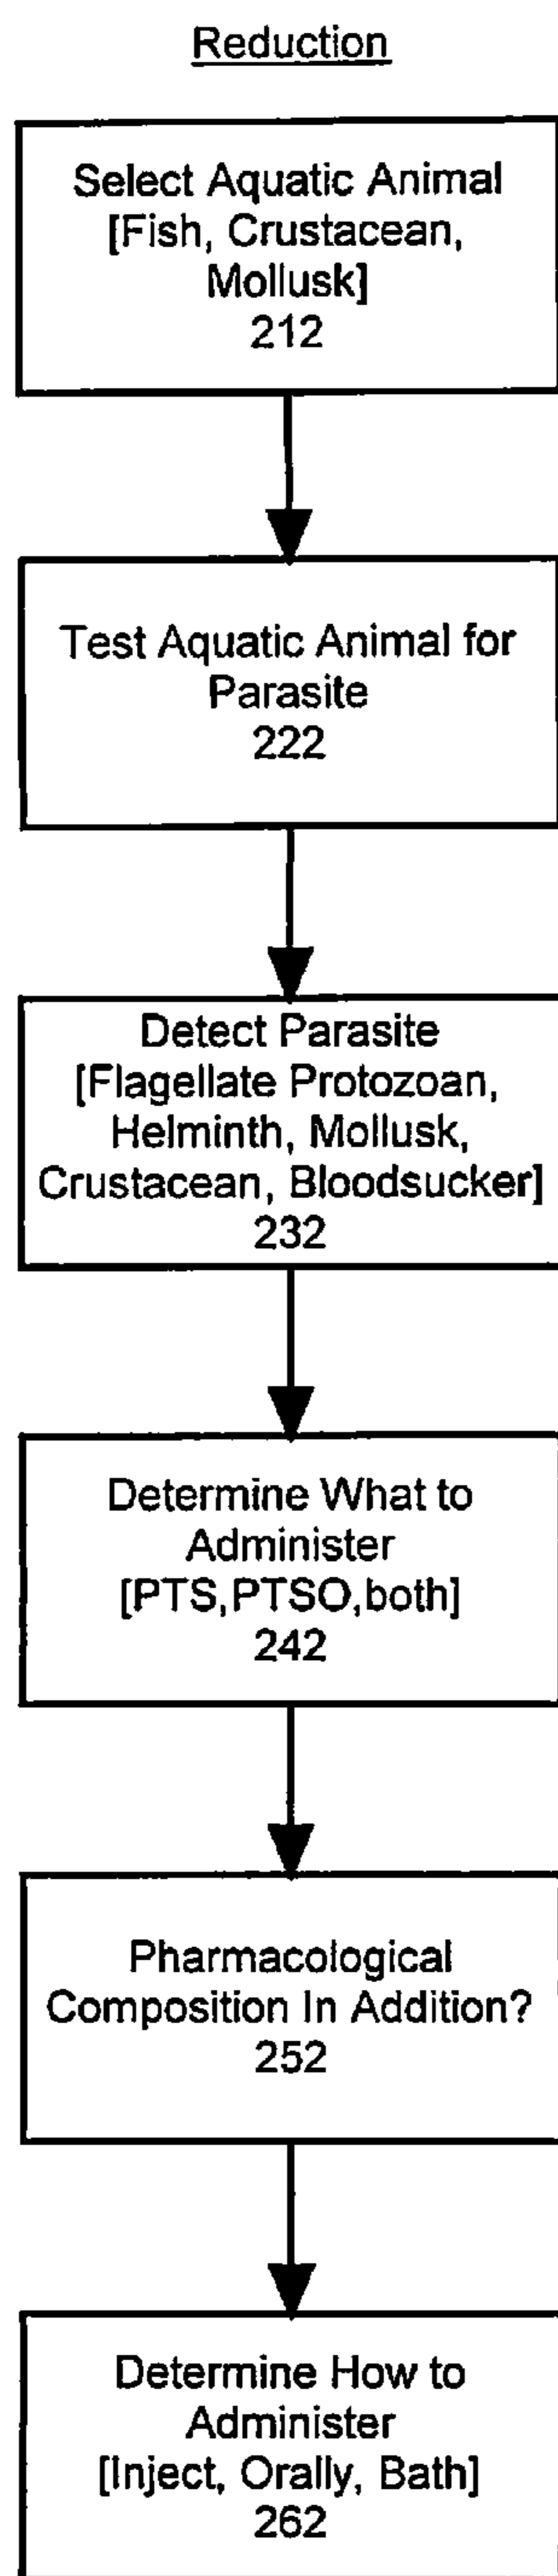 Reduction
Select Aquatic Animal
[Fish, Crustacean,
Mollusk]
212
Test Aquatic Animal for
Parasite
222
Detect Parasite
[Flagellate Protozoan,
Helminth, Mollusk,
Crustacean, Bloodsucker]
232
Determine What to
Administer
[PTS,PTSO,both]
242
Pharmacological
Composition In Addition?
252
Determine How to
Administer
[Inject, Orally, Bath]
262